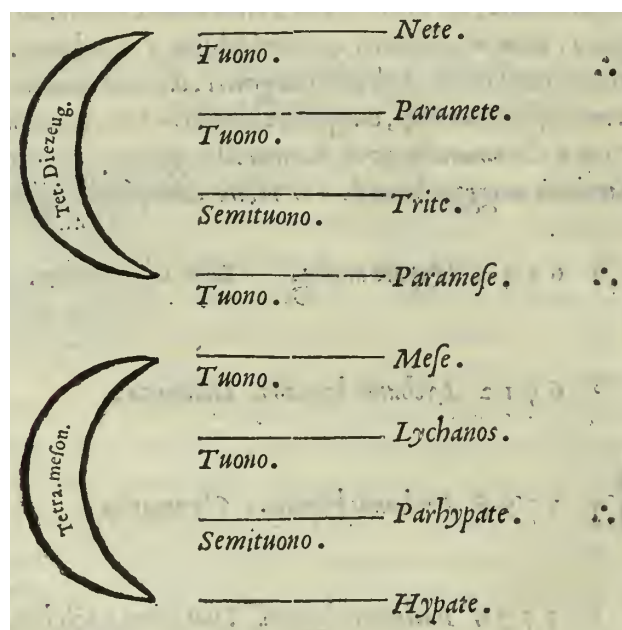 Nete.
Tuono.
Paramete.
Tuono.
Tet. Diezeug.
Trite.
Semituono.
Parameſe.
Tuono.
Meſe.
Tuono.
Lychanos.
Tuono.
Tetra.meſon.
Parhypate.
Semituono.
Hypate.